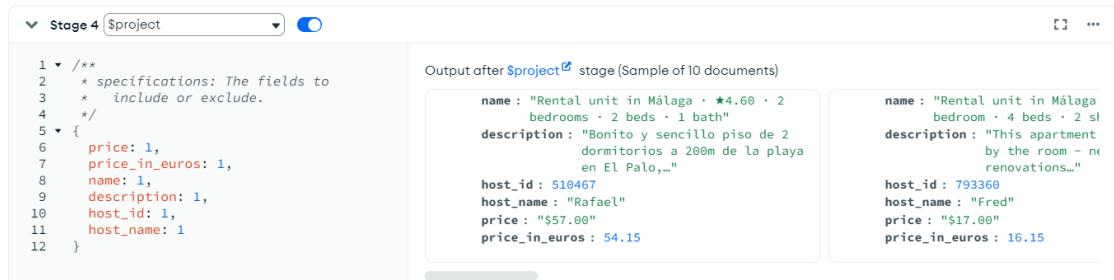 Stage 4 $project
1 /**
2 * specifications: The fields to
3 *   include or exclude.
4 */
5 {
6 price: 1,
7 price_in_euros: 1,
8 name: 1,
9 description: 1,
10 host_id: 1,
11 host_name: 1
12 }
Output after $project stage (Sample of 10 documents)
name : "Rental unit in Málaga · ★4.60 · 2
bedrooms · 2 beds · 1 bath"
description : "Bonito y sencillo piso de 2
dormitorios a 200m de la playa
en El Palo,…"
host_id : 510467
host_name : "Rafael"
price : "$57.00"
price_in_euros : 54.15
name : "Rental unit in Málaga
bedroom · 4 beds · 2 sh
description : "This apartment
by the room – ne
renovations…"
host_id : 793360
host_name : "Fred"
price : "$17.00"
price_in_euros : 16.15